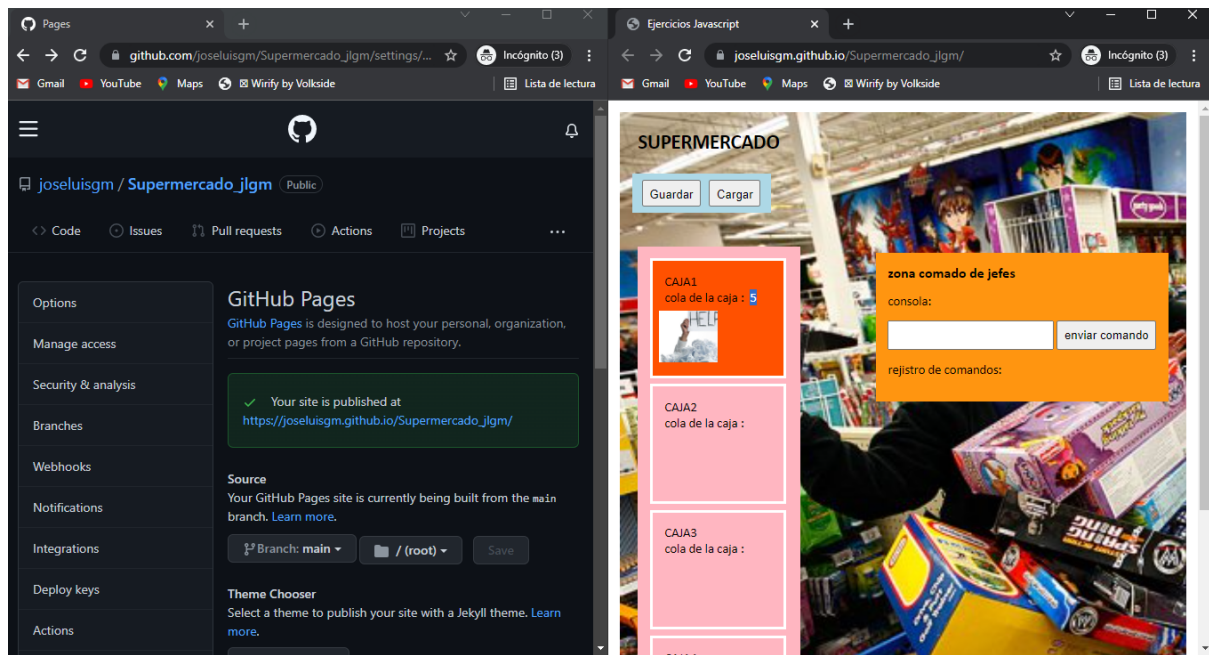 Pages
github.com/joseluisgm/Supermercado_jlgm/settings/...
Incógnito (3)
Gmail
YouTube
Maps
Wirify by Volkside
Lista de lectura
joseluisgm / Supermercado_jlgm
Public
Code
Issues
Pull requests
Actions
Projects
Options
Manage access
Security & analysis
Branches
Webhooks
Notifications
Integrations
Deploy keys
Actions
GitHub Pages
GitHub Pages is designed to host your personal, organization,
or project pages from a GitHub repository.
Your site is published at
https://joseluisgm.github.io/Supermercado_jlgm/
Source
Your GitHub Pages site is currently being built from the main
branch. Learn more.
Branch: main
/ (root)
Save
Theme Chooser
Select a theme to publish your site with a Jekyll theme. Learn
more.
Ejercicios Javascript
joseluisgm.github.io/Supermercado_jlgm/
Incógnito (3)
Gmail
YouTube
Maps
Wirify by Volkside
Lista de lectura
SUPERMERCADO
Guardar
Cargar
CAJA1
cola de la caja : 5
HELP
CAJA2
cola de la caja :
CAJA3
cola de la caja :
zona comado de jefes
consola:
enviar comando
rejistro de comandos:
party goods
SPRING